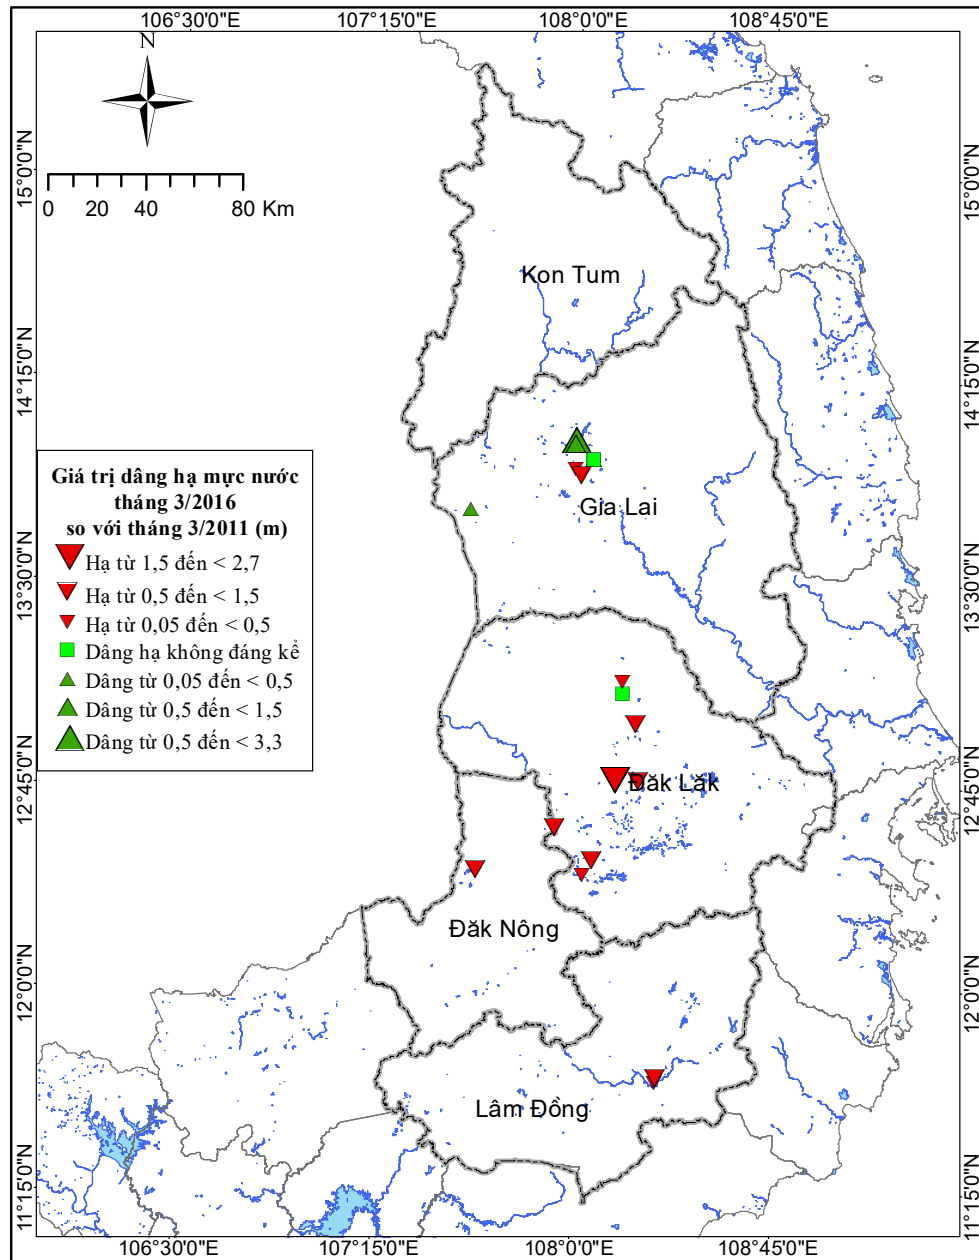 106°30'0"E 107°15'0"E 108°0'0"E 108°45'0"E
N
15°0'0"N 15°0'0"N
0 20 40 80 Km
Kon Tum
14°15'0"N 14°15'0"N
Giá trị dâng hạ mực nước
tháng 3/2016
so với tháng 3/2011 (m)
Hạ từ 1,5 đến < 2,7
Hạ từ 0,5 đến < 1,5
Hạ từ 0,05 đến < 0,5
Dâng hạ không đáng kể
Dâng từ 0,05 đến < 0,5
Dâng từ 0,5 đến < 1,5
Dâng từ 0,5 đến < 3,3
Gia Lai
13°30'0"N 13°30'0"N
12°45'0"N 12°45'0"N
Đăk Lăk
Đăk Nông
12°0'0"N 12°0'0"N
Lâm Đồng
11°15'0"N 11°15'0"N
106°30'0"E 107°15'0"E 108°0'0"E 108°45'0"E